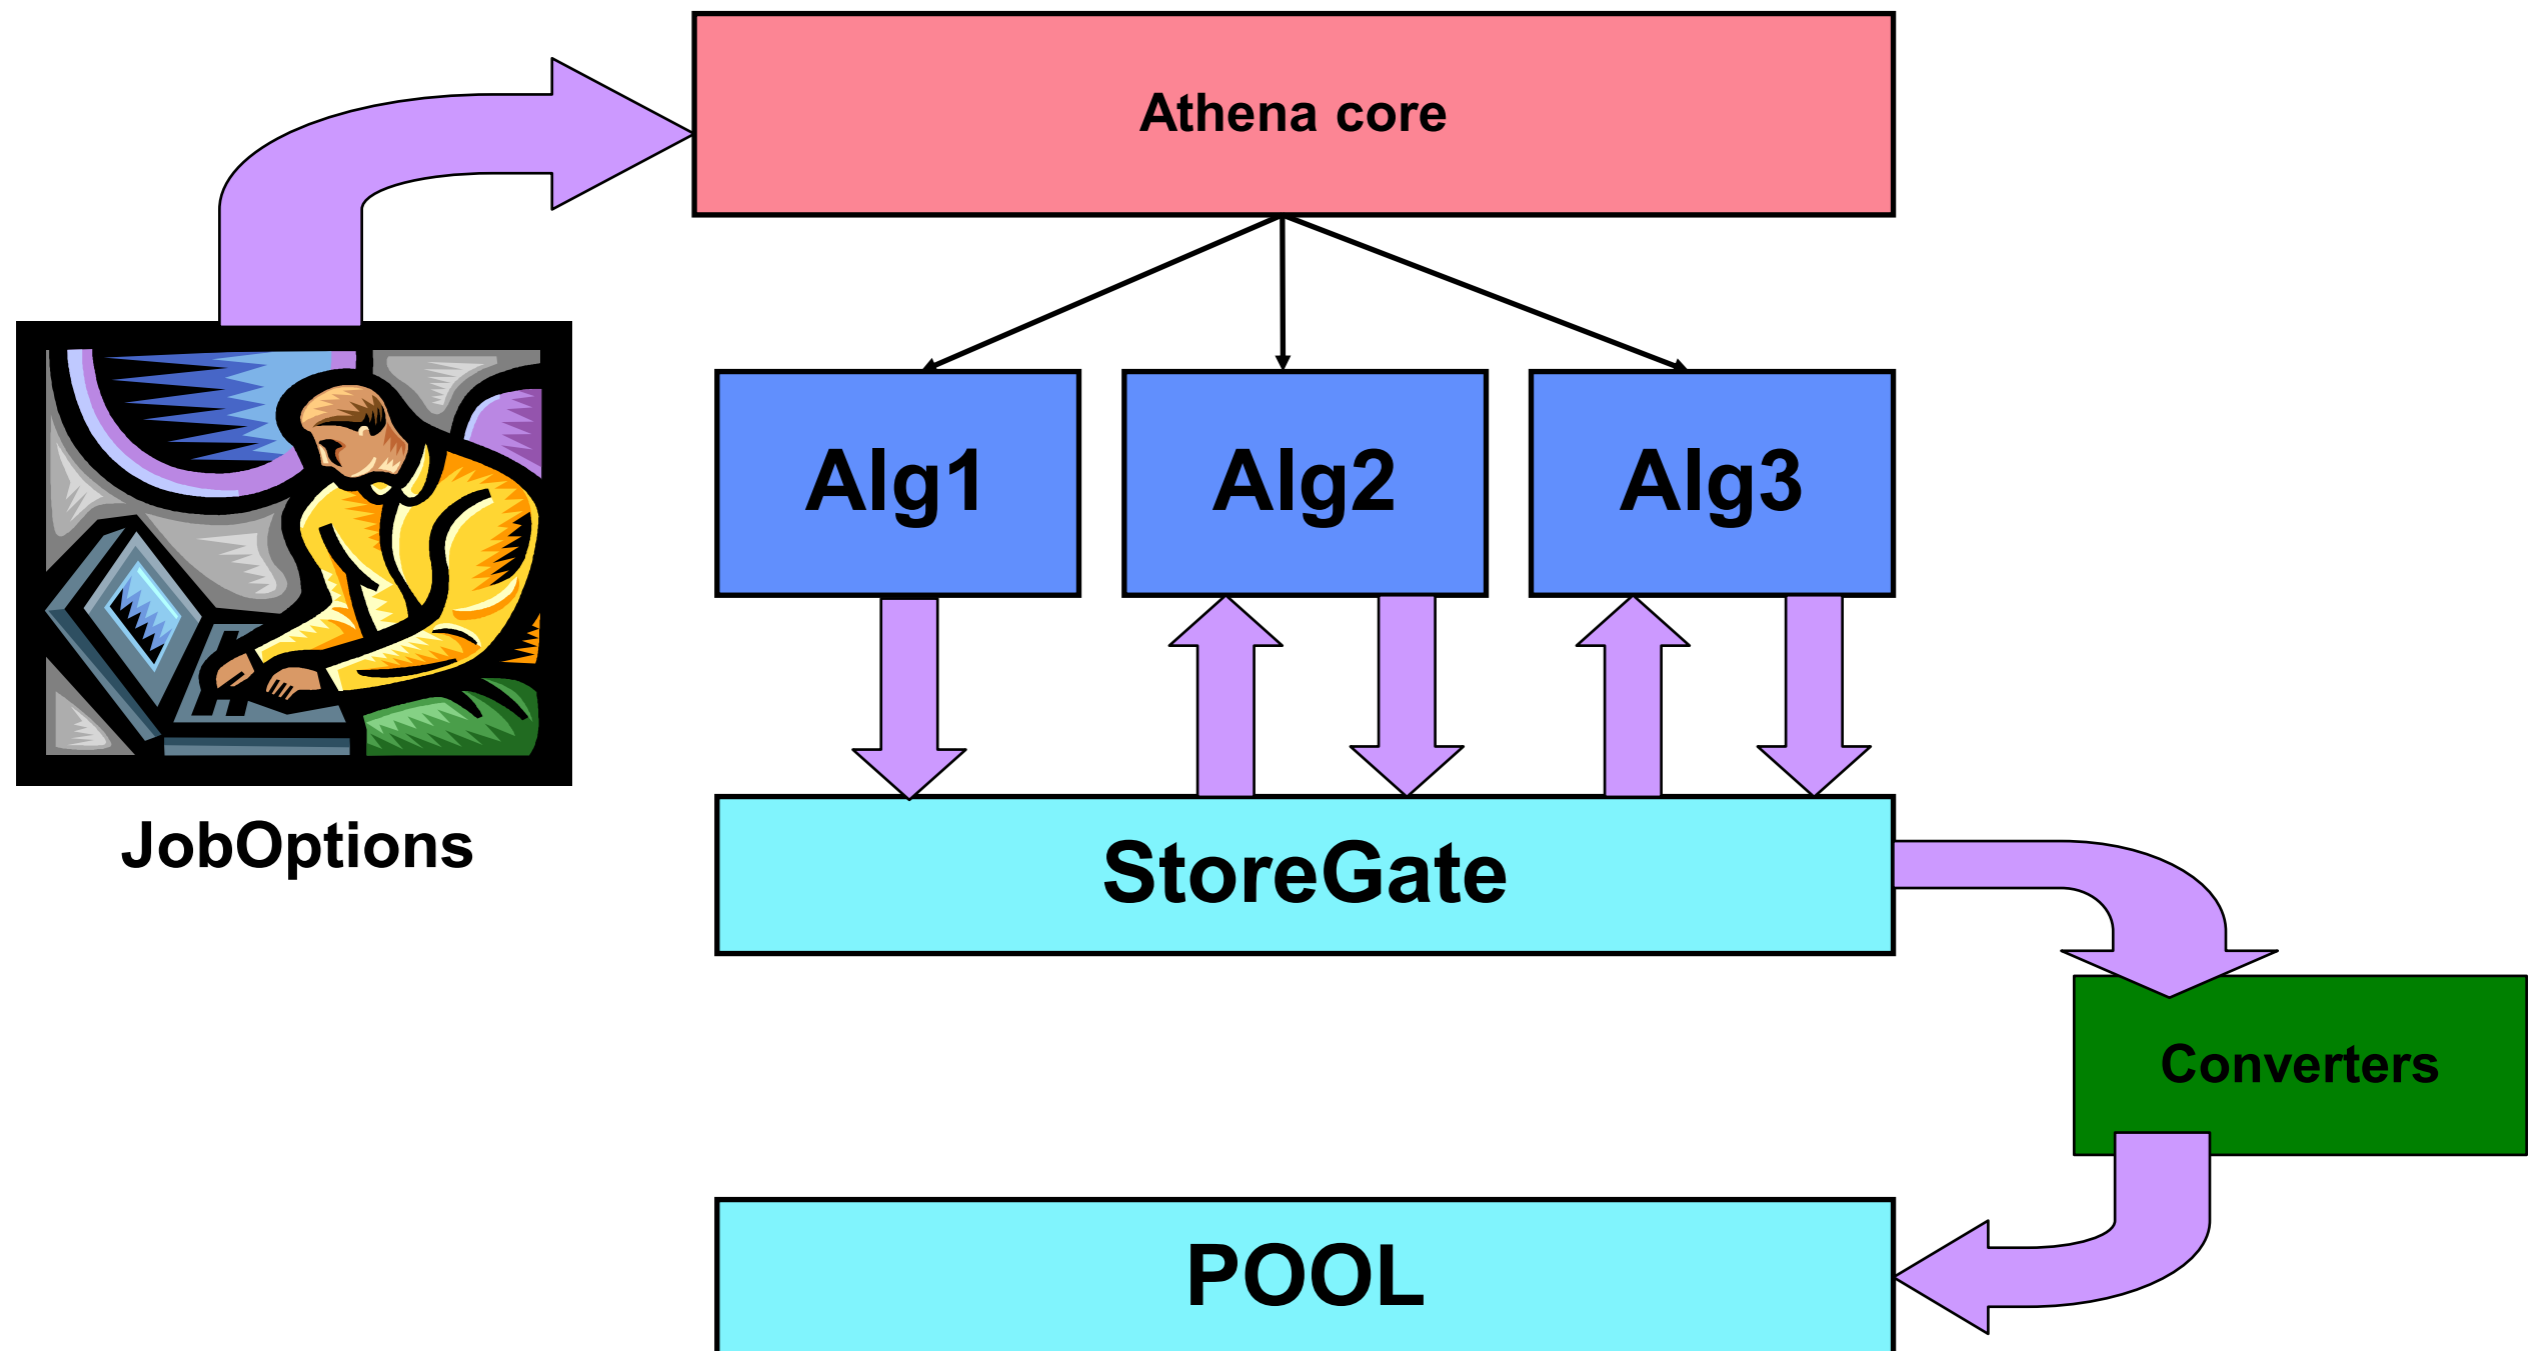 Athena core
Alg1
Alg2
Alg3
JobOptions
StoreGate
Converters
POOL